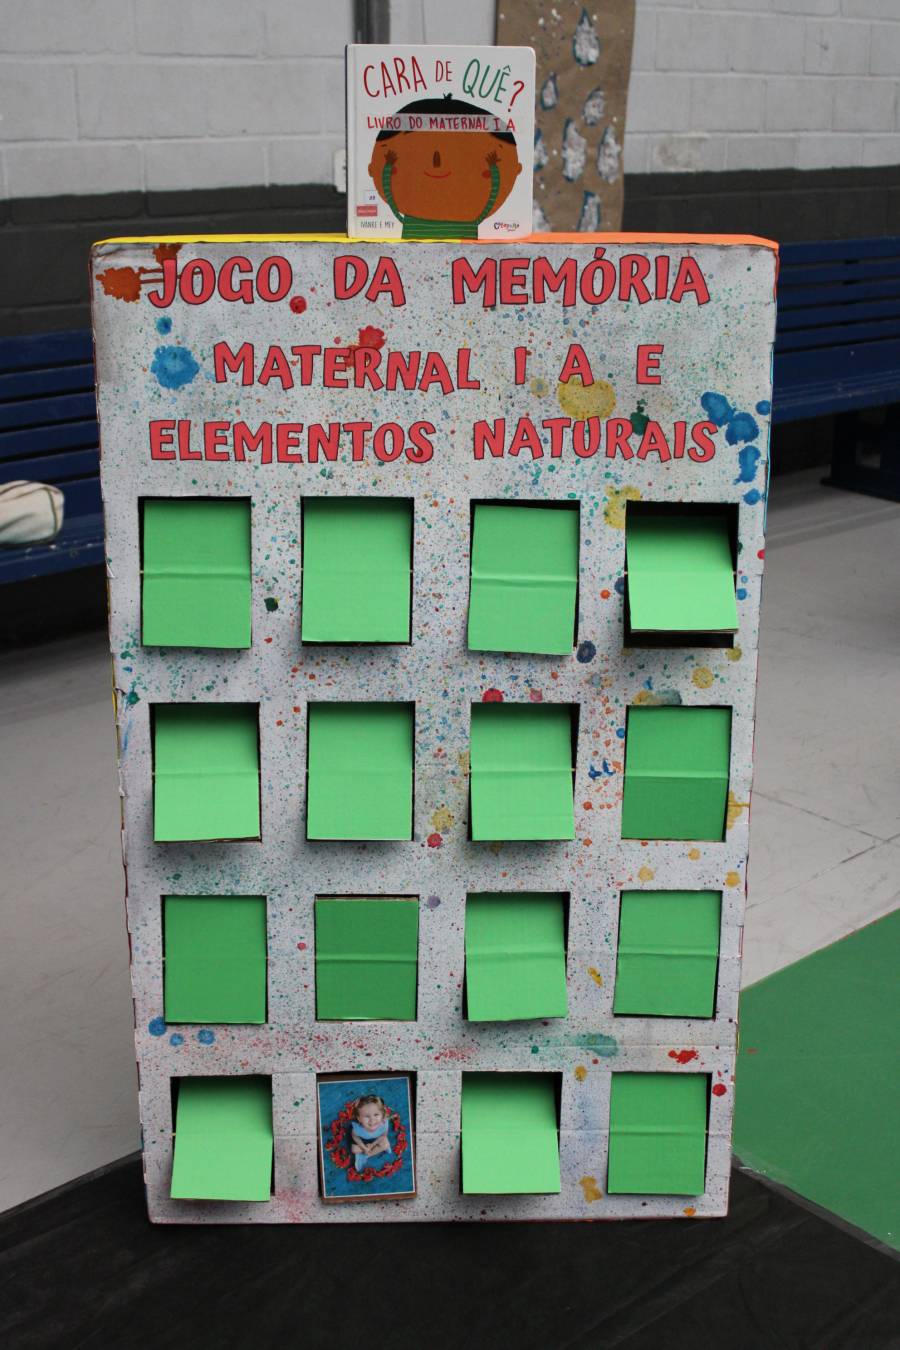 CARA DE QUÊ?
LIVRO DO MATERNAL I A
JOGO DA MEMÓRIA
MATERNAL I A E
ELEMENTOS NATURAIS